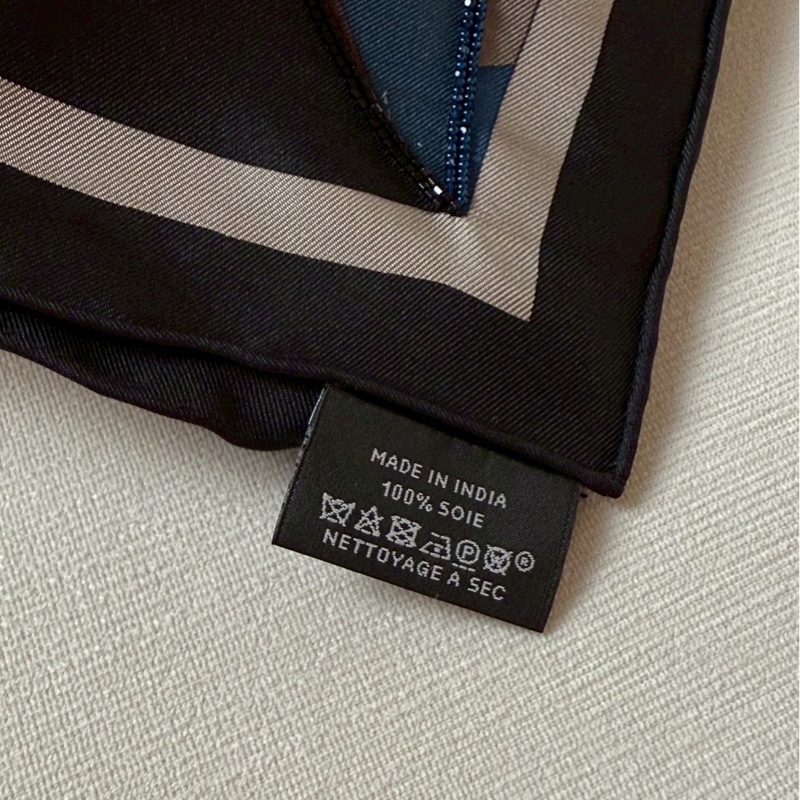 MADE IN INDIA
100% SOIE
P W ®
NETTOYAGE A SEC